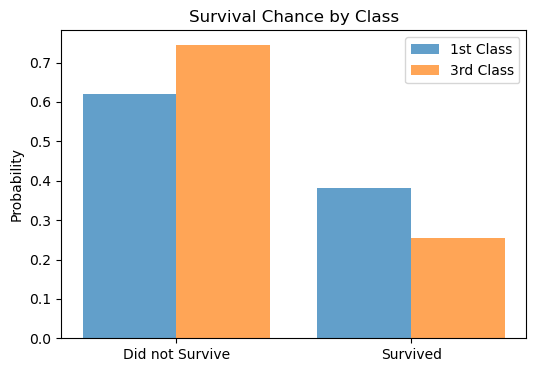 Survival Chance by Class
1st Class
3rd Class
Probability
0.7
0.6
0.5
0.4
0.3
0.2
0.1
0.0
Did not Survive
Survived